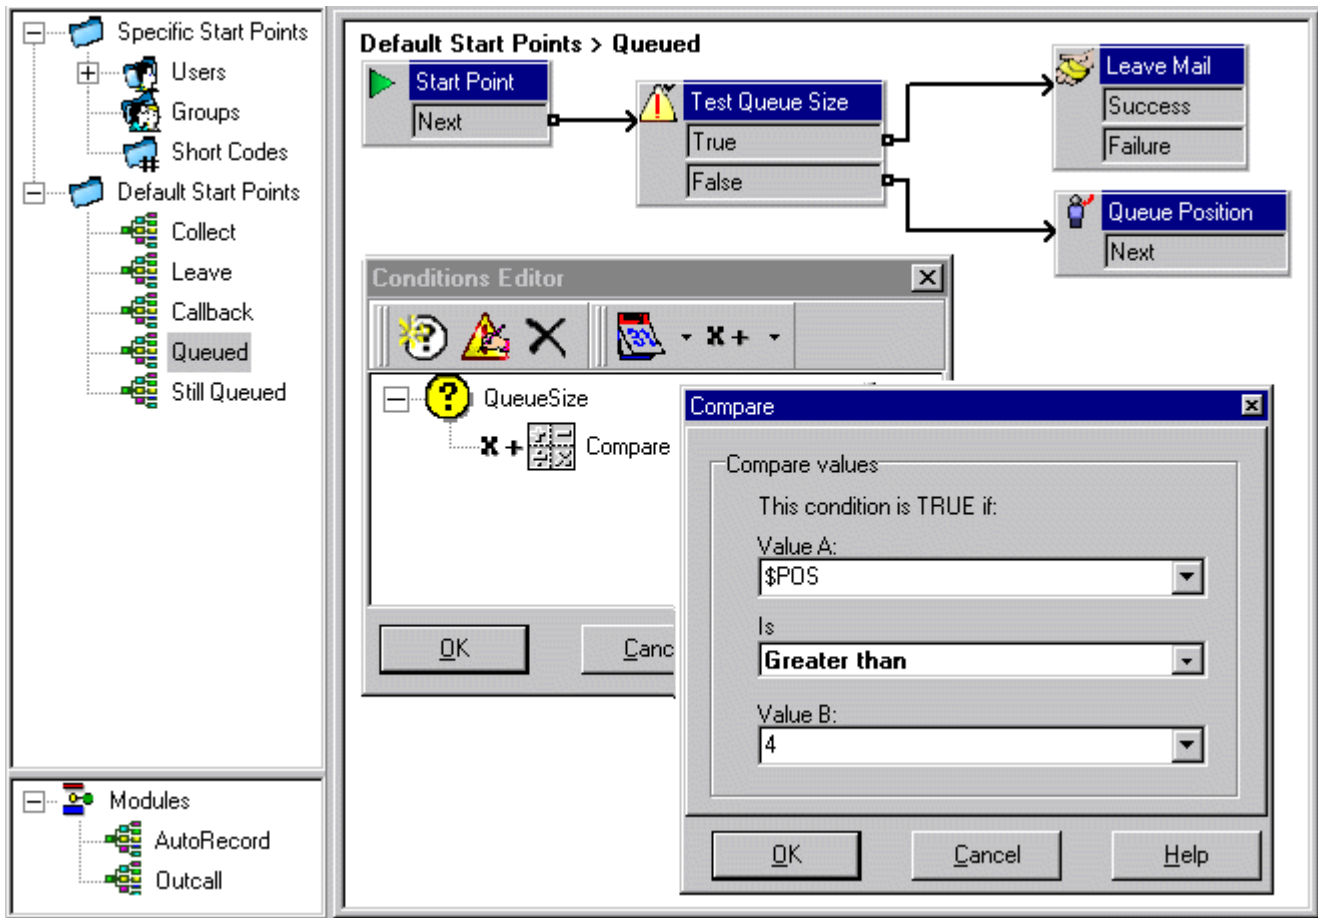 Specific Start Points
Users
Groups
Short Codes
Default Start Points
Collect
Leave
Callback
Queued
Still Queued
Modules
AutoRecord
Outcall
Default Start Points > Queued
Start Point
Next
Test Queue Size
True
False
Leave Mail
Success
Failure
Queue Position
Next
Conditions Editor
x +
QueueSize
x +
Compare
OK
Canc
Compare
Compare values
This condition is TRUE if:
Value A:
$POS
Is
Greater than
Value B:
4
OK
Cancel
Help